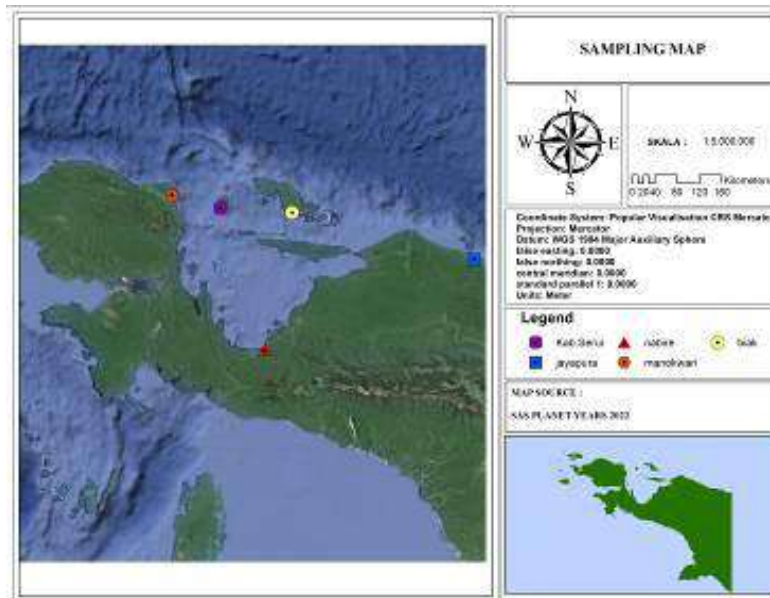 SAMPLING MAP
N
W E
S
SKALA : 1:5.000.000
Kilometers
0 20 40 80 120 160
Coordinate System: Popular Visualisation CRS Mercator
Projection: Mercator
Datum: WGS 1984 Major Auxiliary Sphere
false easting: 0.0000
false northing: 0.0000
central meridian: 0.0000
standard parallel 1: 0.0000
Units: Meter
Legend
Kab.Serui nabire biak
jayapura manokwari
MAP SOURCE :
SAS PLANET YEARS 2022